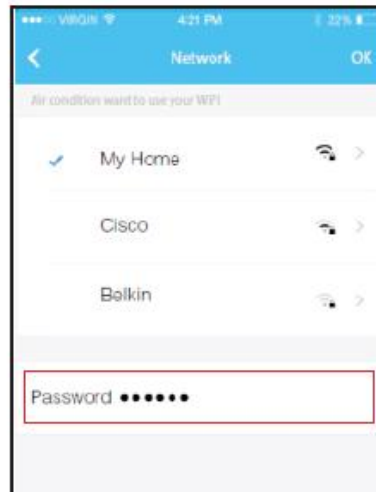 VIRGIN 4:21 PM 22%
Network OK
Air condition want to use your WIFI
My Home
Cisco
Belkin
Password ●●●●●●